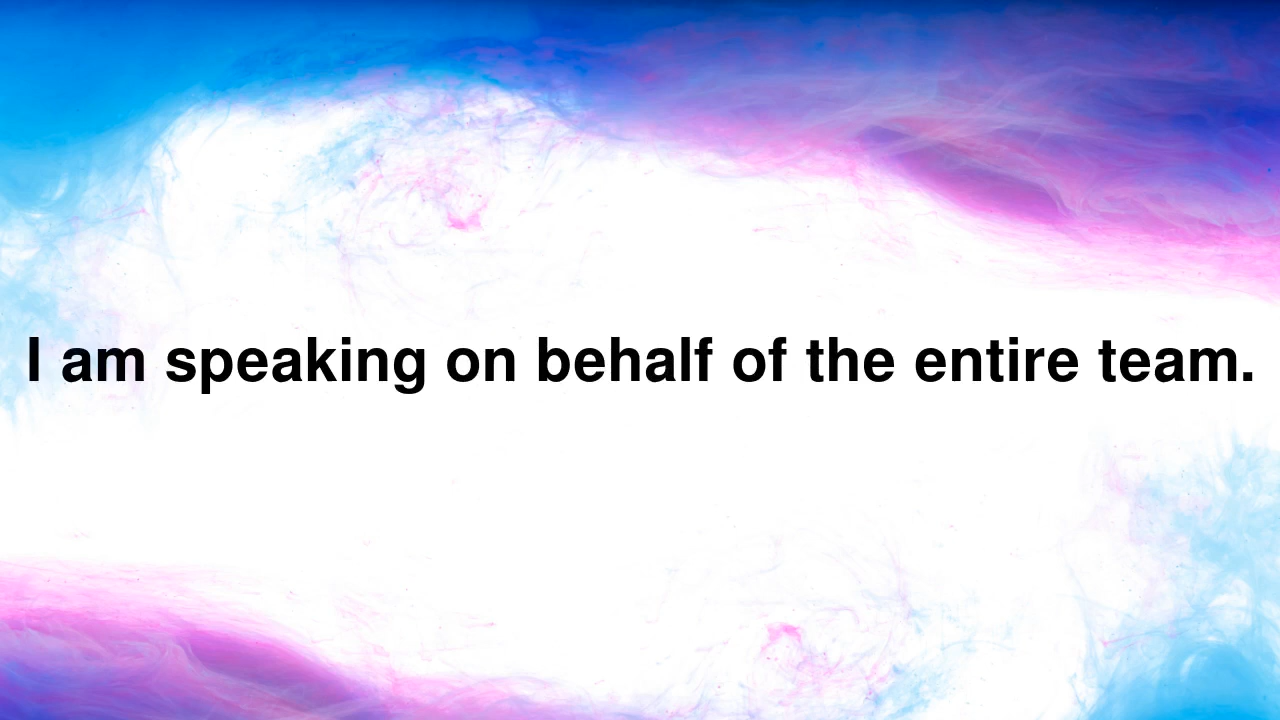 I am speaking on behalf of the entire team.